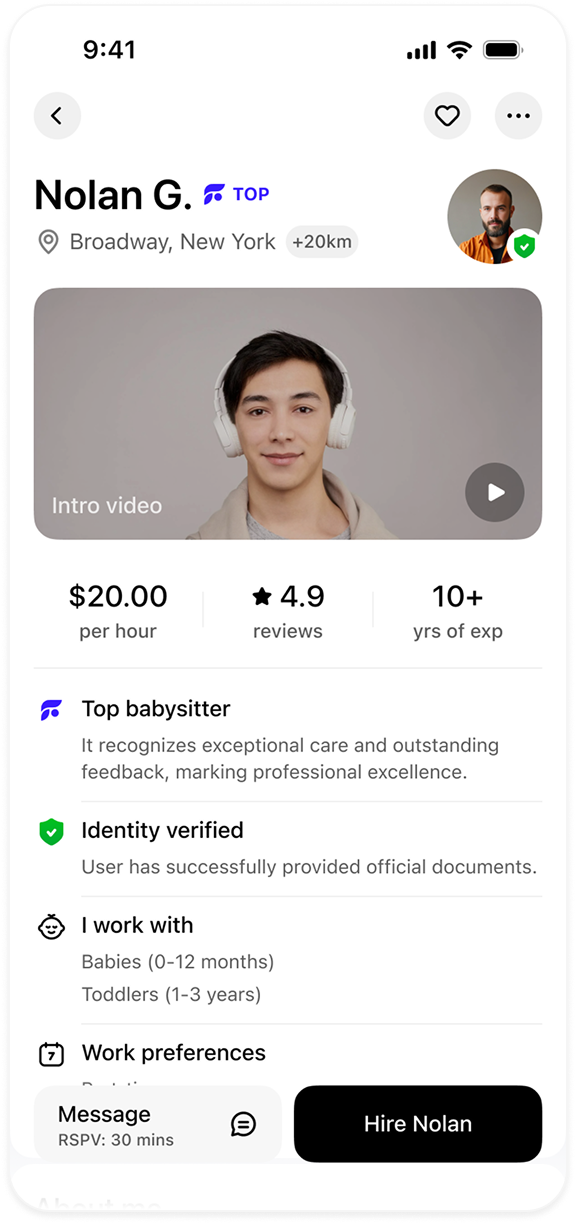 9:41
Nolan G. TOP
Broadway, New York +20km
Intro video
$20.00
per hour
4.9
reviews
10+
yrs of exp
Top babysitter
It recognizes exceptional care and outstanding
feedback, marking professional excellence.
Identity verified
User has successfully provided official documents.
I work with
Babies (0-12 months)
Toddlers (1-3 years)
7
Work preferences
Message
RSPV: 30 mins
Hire Nolan
About me